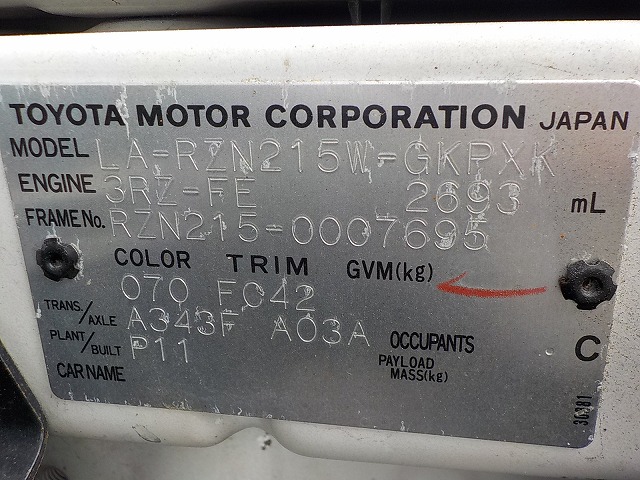 TOYOTA MOTOR CORPORATION JAPAN
MODEL LA-RZN215W-GKPXK
ENGINE 3RZ-FE 2693 mL
FRAME No. RZN215-0007695
COLOR TRIM GVM(kg)
070 FC42
TRANS./AXLE A343F A03A
OCCUPANTS C
PLANT/BUILT P11
PAYLOAD
MASS(kg)
CAR NAME
30381